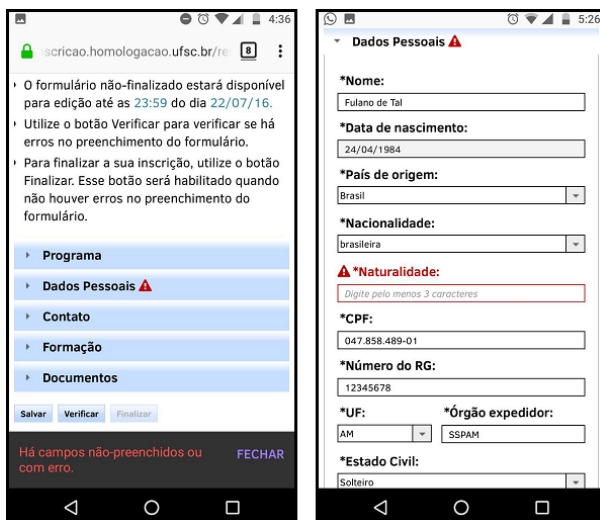 4:36
scricao.homologacao.ufsc.br/re
8
O formulário não-finalizado estará disponível
para edição até as 23:59 do dia 22/07/16.
Utilize o botão Verificar para verificar se há
erros no preenchimento do formulário.
Para finalizar a sua inscrição, utilize o botão
Finalizar. Esse botão será habilitado quando
não houver erros no preenchimento do
formulário.
Programa
Dados Pessoais
Contato
Formação
Documentos
Salvar Verificar Finalizar
Há campos não-preenchidos ou
com erro.
FECHAR
5:26
Dados Pessoais
*Nome:
Fulano de Tal
*Data de nascimento:
24/04/1984
*País de origem:
Brasil
*Nacionalidade:
brasileira
*Naturalidade:
Digite pelo menos 3 caracteres
*CPF:
047.858.489-01
*Número do RG:
12345678
*UF: *Órgão expedidor:
AM SSPAM
*Estado Civil:
Solteiro